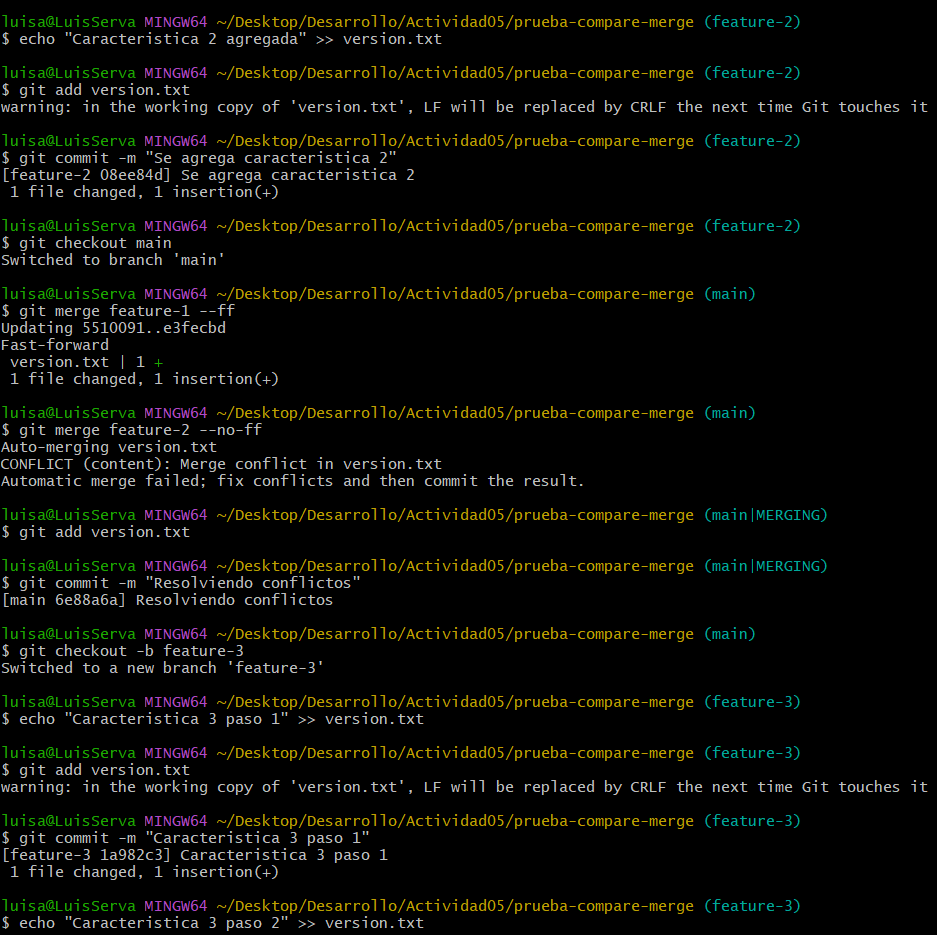 luisa@LuisServa MINGW64 ~/Desktop/Desarrollo/Actividad05/prueba-compare-merge (feature-2)
$ echo "Caracteristica 2 agregada" >> version.txt
luisa@LuisServa MINGW64 ~/Desktop/Desarrollo/Actividad05/prueba-compare-merge (feature-2)
$ git add version.txt
warning: in the working copy of 'version.txt', LF will be replaced by CRLF the next time Git touches it
luisa@LuisServa MINGW64 ~/Desktop/Desarrollo/Actividad05/prueba-compare-merge (feature-2)
$ git commit -m "Se agrega caracteristica 2"
[feature-2 08ee84d] Se agrega caracteristica 2
 1 file changed, 1 insertion(+)
luisa@LuisServa MINGW64 ~/Desktop/Desarrollo/Actividad05/prueba-compare-merge (feature-2)
$ git checkout main
Switched to branch 'main'
luisa@LuisServa MINGW64 ~/Desktop/Desarrollo/Actividad05/prueba-compare-merge (main)
$ git merge feature-1 --ff
Updating 5510091..e3fecbd
Fast-forward
 version.txt | 1 +
 1 file changed, 1 insertion(+)
luisa@LuisServa MINGW64 ~/Desktop/Desarrollo/Actividad05/prueba-compare-merge (main)
$ git merge feature-2 --no-ff
Auto-merging version.txt
CONFLICT (content): Merge conflict in version.txt
Automatic merge failed; fix conflicts and then commit the result.
luisa@LuisServa MINGW64 ~/Desktop/Desarrollo/Actividad05/prueba-compare-merge (main|MERGING)
$ git add version.txt
luisa@LuisServa MINGW64 ~/Desktop/Desarrollo/Actividad05/prueba-compare-merge (main|MERGING)
$ git commit -m "Resolviendo conflictos"
[main 6e88a6a] Resolviendo conflictos
luisa@LuisServa MINGW64 ~/Desktop/Desarrollo/Actividad05/prueba-compare-merge (main)
$ git checkout -b feature-3
Switched to a new branch 'feature-3'
luisa@LuisServa MINGW64 ~/Desktop/Desarrollo/Actividad05/prueba-compare-merge (feature-3)
$ echo "Caracteristica 3 paso 1" >> version.txt
luisa@LuisServa MINGW64 ~/Desktop/Desarrollo/Actividad05/prueba-compare-merge (feature-3)
$ git add version.txt
warning: in the working copy of 'version.txt', LF will be replaced by CRLF the next time Git touches it
luisa@LuisServa MINGW64 ~/Desktop/Desarrollo/Actividad05/prueba-compare-merge (feature-3)
$ git commit -m "Caracteristica 3 paso 1"
[feature-3 1a982c3] Caracteristica 3 paso 1
 1 file changed, 1 insertion(+)
luisa@LuisServa MINGW64 ~/Desktop/Desarrollo/Actividad05/prueba-compare-merge (feature-3)
$ echo "Caracteristica 3 paso 2" >> version.txt